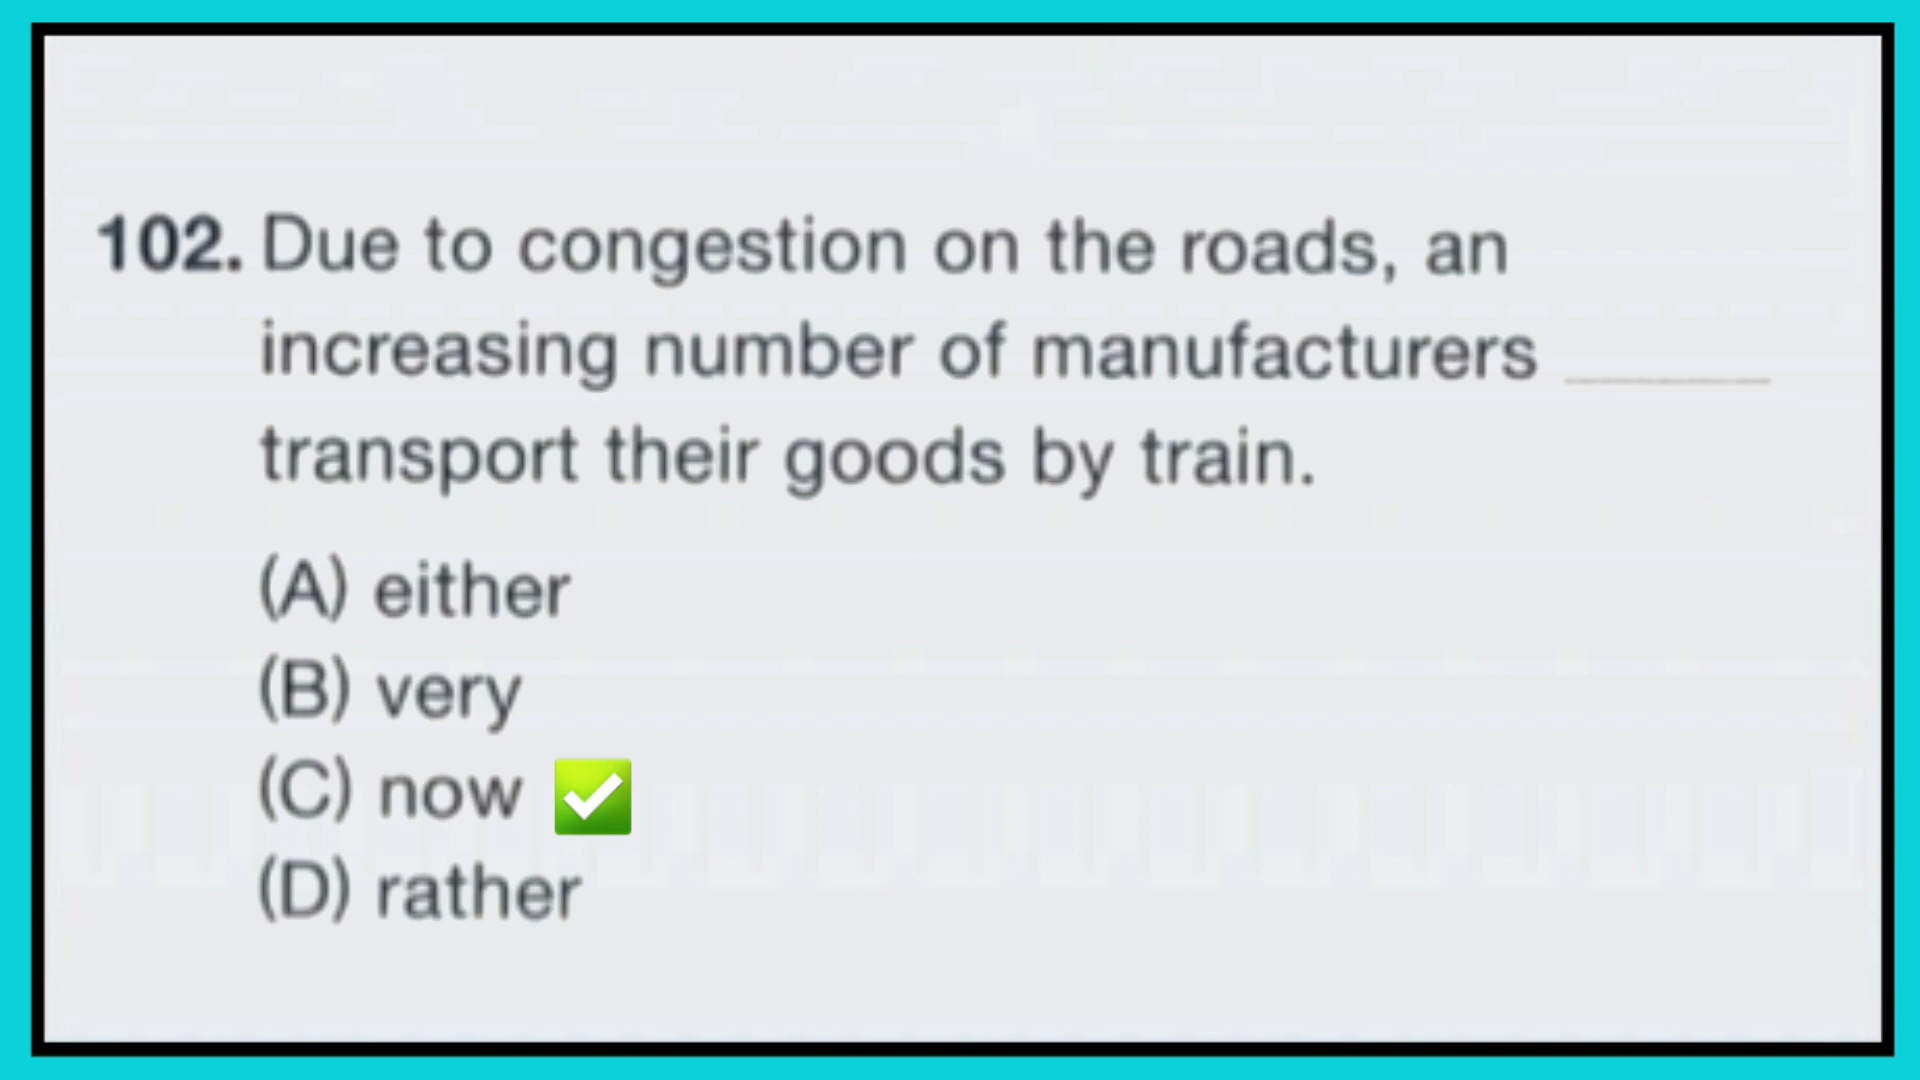 102. Due to congestion on the roads, an
increasing number of manufacturers ______
transport their goods by train.
(A) either
(B) very
(C) now ✅
(D) rather